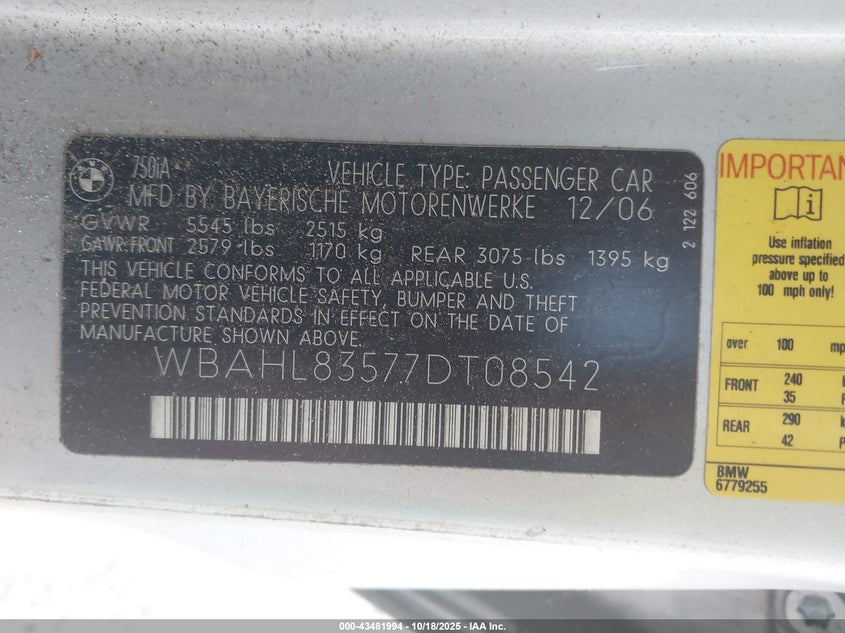 BMW
750iA
VEHICLE TYPE: PASSENGER CAR
MFD BY: BAYERISCHE MOTORENWERKE 12/06
GVWR 5545 lbs 2515 kg
GAWR:FRONT 2579 lbs 1170 kg REAR 3075 lbs 1395 kg
THIS VEHICLE CONFORMS TO ALL APPLICABLE U.S.
FEDERAL MOTOR VEHICLE SAFETY, BUMPER AND THEFT
PREVENTION STANDARDS IN EFFECT ON THE DATE OF
MANUFACTURE SHOWN ABOVE.
WBAHL83577DT08542
2 122 606
IMPORTAN
Use inflation
pressure specified
above up to
100 mph only!
over 100 mp
FRONT 240
35
REAR 290
42
BMW
6779255
000-43481994 - 10/18/2025 - IAA Inc.